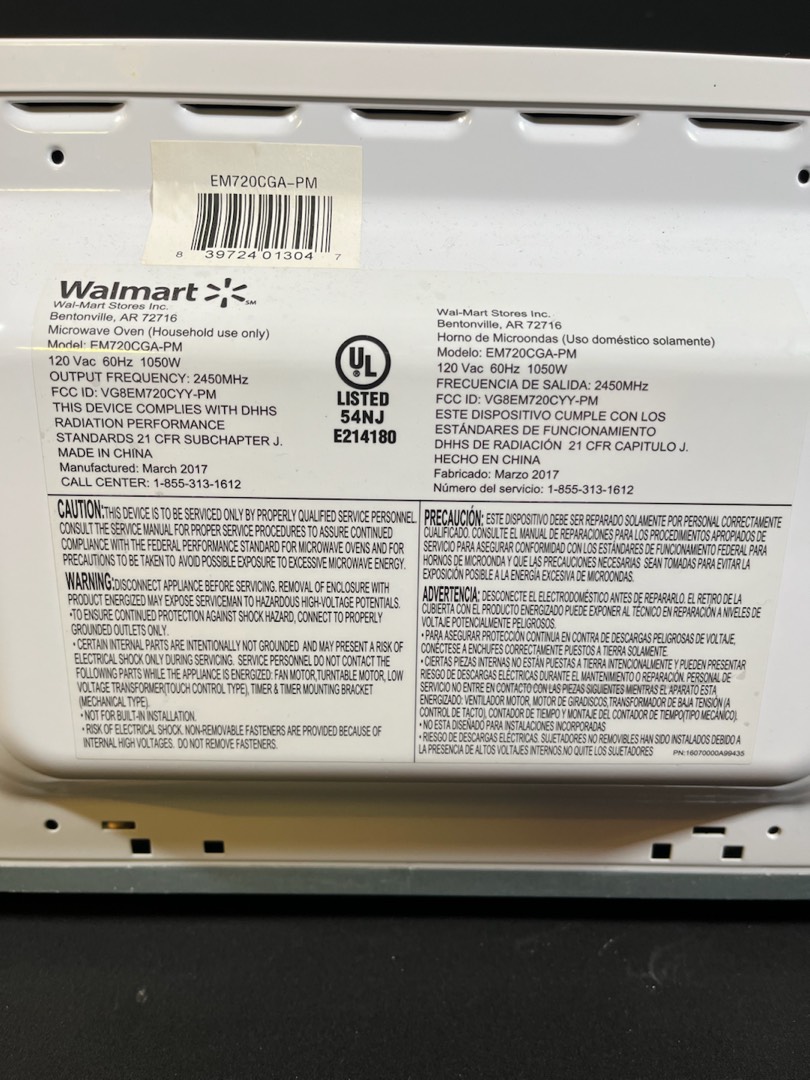 EM720CGA-PM
8 39724 01304 7
Walmart
SM
Wal-Mart Stores Inc.
Bentonville, AR 72716
Microwave Oven (Household use only)
Model: EM720CGA-PM
120 Vac 60Hz 1050W
OUTPUT FREQUENCY: 2450MHz
FCC ID: VG8EM720CYY-PM
THIS DEVICE COMPLIES WITH DHHS
RADIATION PERFORMANCE
STANDARDS 21 CFR SUBCHAPTER J.
MADE IN CHINA
Manufactured: March 2017
CALL CENTER: 1-855-313-1612
UL
LISTED
54NJ
E214180
Wal-Mart Stores Inc.
Bentonville, AR 72716
Horno de Microondas (Uso doméstico solamente)
Modelo: EM720CGA-PM
120 Vac 60Hz 1050W
FRECUENCIA DE SALIDA: 2450MHz
FCC ID: VG8EM720CYY-PM
ESTE DISPOSITIVO CUMPLE CON LOS
ESTÁNDARES DE FUNCIONAMIENTO
DHHS DE RADIACIÓN 21 CFR CAPITULO J.
HECHO EN CHINA
Fabricado: Marzo 2017
Número del servicio: 1-855-313-1612
CAUTION: THIS DEVICE IS TO BE SERVICED ONLY BY PROPERLY QUALIFIED SERVICE PERSONNEL.
CONSULT THE SERVICE MANUAL FOR PROPER SERVICE PROCEDURES TO ASSURE CONTINUED
COMPLIANCE WITH THE FEDERAL PERFORMANCE STANDARD FOR MICROWAVE OVENS AND FOR
PRECAUTIONS TO BE TAKEN TO AVOID POSSIBLE EXPOSURE TO EXCESSIVE MICROWAVE ENERGY.
WARNING: DISCONNECT APPLIANCE BEFORE SERVICING. REMOVAL OF ENCLOSURE WITH
PRODUCT ENERGIZED MAY EXPOSE SERVICEMAN TO HAZARDOUS HIGH-VOLTAGE POTENTIALS.
•TO ENSURE CONTINUED PROTECTION AGAINST SHOCK HAZARD, CONNECT TO PROPERLY
GROUNDED OUTLETS ONLY.
• CERTAIN INTERNAL PARTS ARE INTENTIONALLY NOT GROUNDED AND MAY PRESENT A RISK OF
ELECTRICAL SHOCK ONLY DURING SERVICING. SERVICE PERSONNEL DO NOT CONTACT THE
FOLLOWING PARTS WHILE THE APPLIANCE IS ENERGIZED: FAN MOTOR,TURNTABLE MOTOR, LOW
VOLTAGE TRANSFORMER(TOUCH CONTROL TYPE), TIMER & TIMER MOUNTING BRACKET
(MECHANICAL TYPE).
• NOT FOR BUILT-IN INSTALLATION.
• RISK OF ELECTRICAL SHOCK. NON-REMOVABLE FASTENERS ARE PROVIDED BECAUSE OF
INTERNAL HIGH VOLTAGES. DO NOT REMOVE FASTENERS.
PRECAUCIÓN: ESTE DISPOSITIVO DEBE SER REPARADO SOLAMENTE POR PERSONAL CORRECTAMENTE
CUALIFICADO. CONSULTE EL MANUAL DE REPARACIONES PARA LOS PROCEDIMIENTOS APROPIADOS DE
SERVICIO PARA ASEGURAR CONFORMIDAD CON LOS ESTÁNDARES DE FUNCIONAMIENTO FEDERAL PARA
HORNOS DE MICROONDA Y QUE LAS PRECAUCIONES NECESARIAS SEAN TOMADAS PARA EVITAR LA
EXPOSICIÓN POSIBLE A LA ENERGÍA EXCESIVA DE MICROONDAS.
ADVERTENCIA: DESCONECTE EL ELECTRODOMÉSTICO ANTES DE REPARARLO. EL RETIRO DE LA
CUBIERTA CON EL PRODUCTO ENERGIZADO PUEDE EXPONER AL TÉCNICO EN REPARACIÓN A NIVELES DE
VOLTAJE POTENCIALMENTE PELIGROSOS.
• PARA ASEGURAR PROTECCIÓN CONTINUA EN CONTRA DE DESCARGAS PELIGROSAS DE VOLTAJE,
CONÉCTESE A ENCHUFES CORRECTAMENTE PUESTOS A TIERRA SOLAMENTE.
• CIERTAS PIEZAS INTERNAS NO ESTÁN PUESTAS A TIERRA INTENCIONALMENTE Y PUEDEN PRESENTAR
RIESGO DE DESCARGAS ELÉCTRICAS DURANTE EL MANTENIMIENTO O REPARACIÓN. PERSONAL DE
SERVICIO NO ENTRE EN CONTACTO CON LAS PIEZAS SIGUIENTES MIENTRAS EL APARATO ESTA
ENERGIZADO: VENTILADOR MOTOR, MOTOR DE GIRADISCOS,TRANSFORMADOR DE BAJA TENSIÓN (A
CONTROL DE TACTO), CONTADOR DE TIEMPO Y MONTAJE DEL CONTADOR DE TIEMPO(TIPO MECÁNICO).
• NO ESTA DISEÑADO PARA INSTALACIONES INCORPORADAS
• RIESGO DE DESCARGAS ELÉCTRICAS. SUJETADORES NO REMOVIBLES HAN SIDO INSTALADOS DEBIDO A
LA PRESENCIA DE ALTOS VOLTAJES INTERNOS.NO QUITE LOS SUJETADORES
PN:16070000A99435